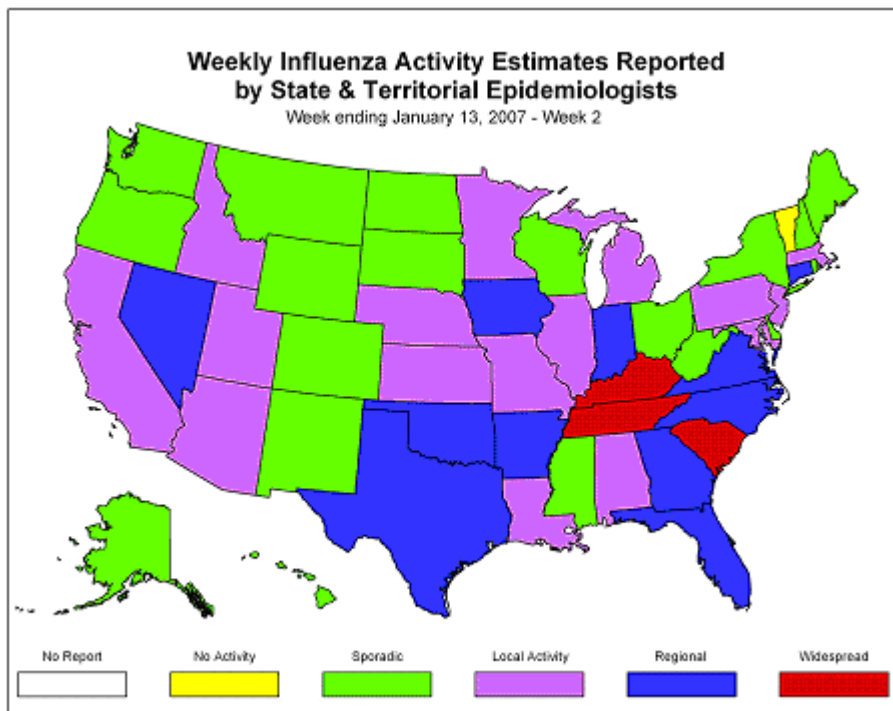 Weekly Influenza Activity Estimates Reported
by State & Territorial Epidemiologists
Week ending January 13, 2007 - Week 2
No Report
No Activity
Sporadic
Local Activity
Regional
Widespread